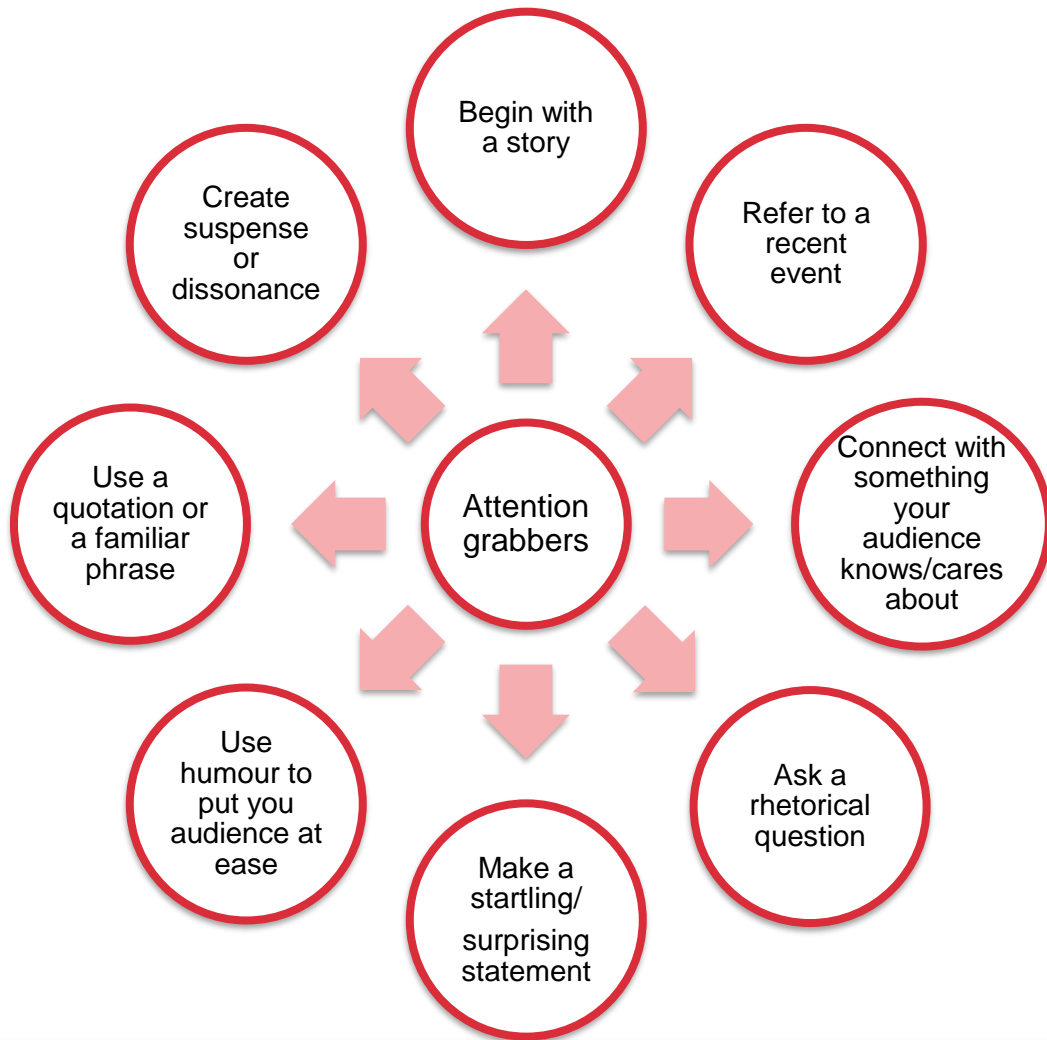 Begin with
a story
Refer to a
recent
event
Connect with
something
your
audience
knows/cares
about
Ask a
rhetorical
question
Make a
startling/
surprising
statement
Use
humour to
put you
audience at
ease
Use a
quotation or
a familiar
phrase
Create
suspense
or
dissonance
Attention
grabbers